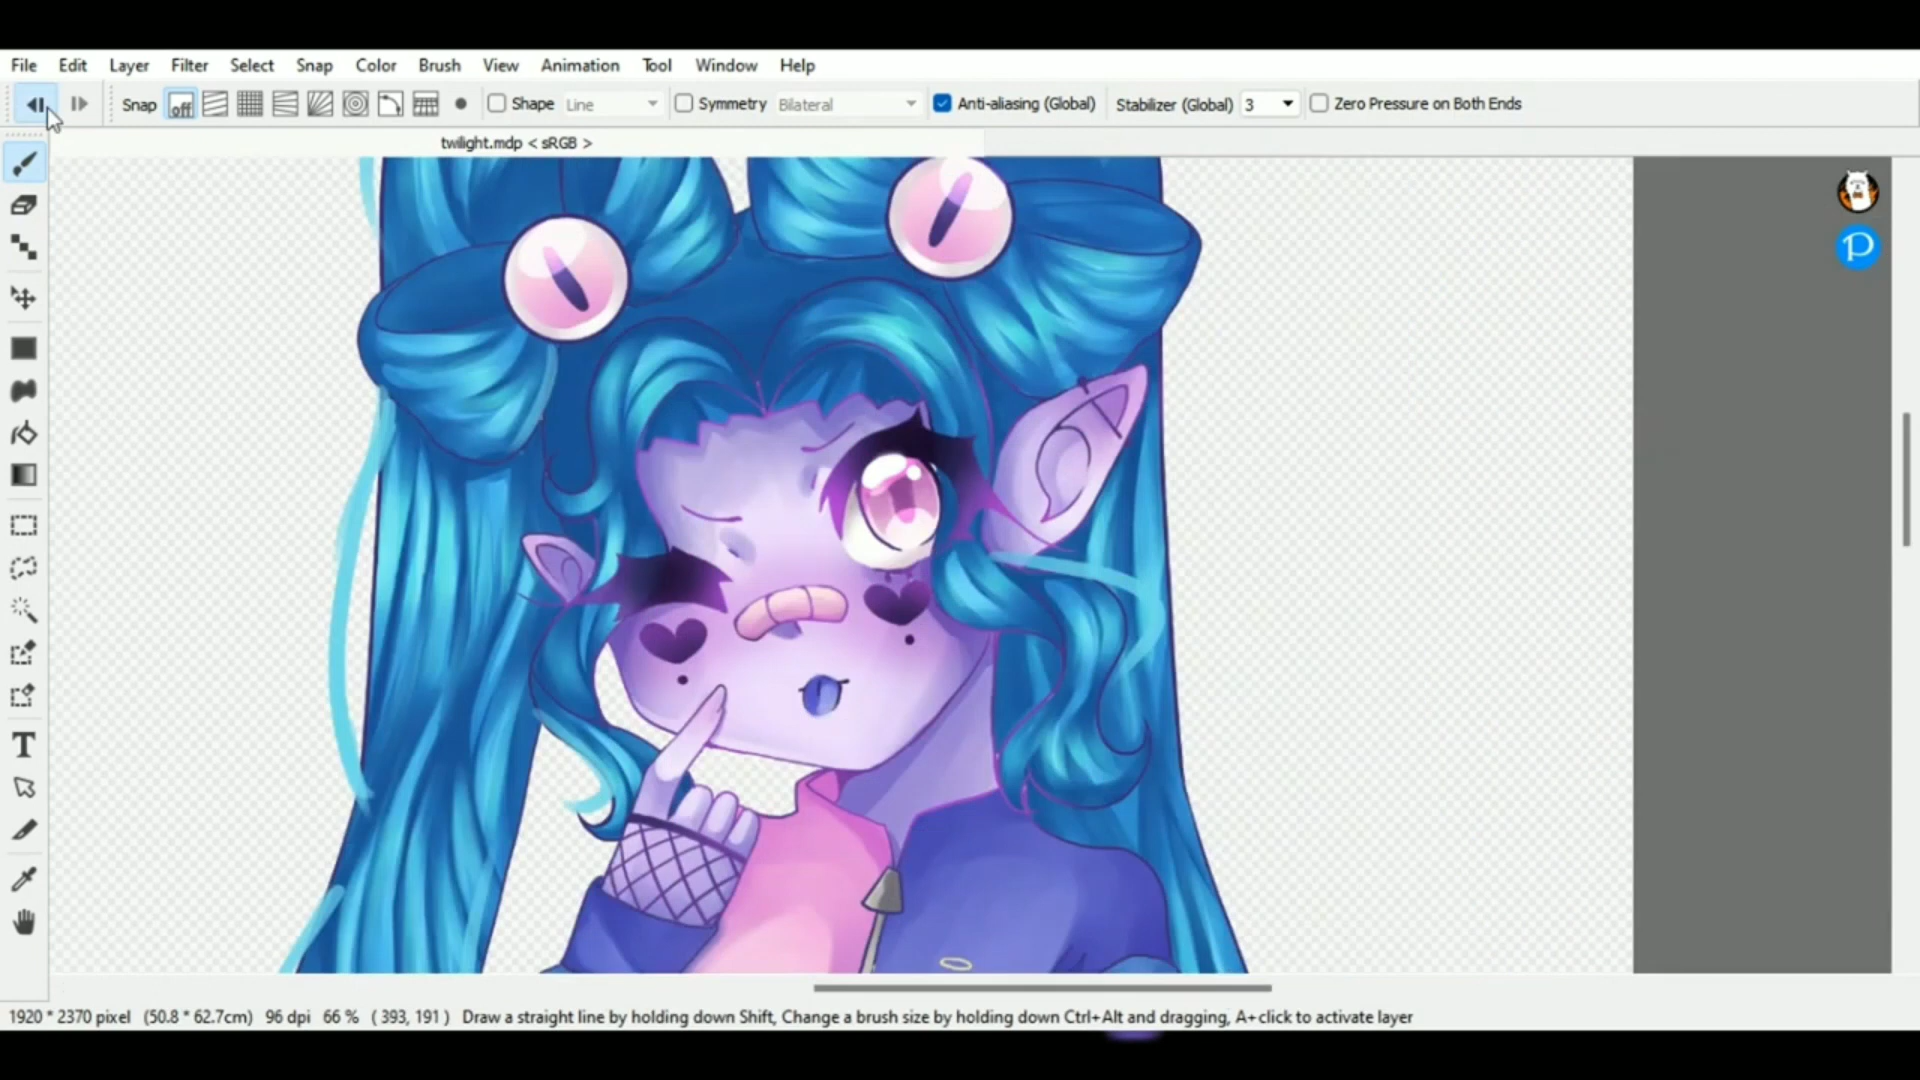 File Edit Layer Filter Select Snap Color Brush View Animation Tool Window Help
Snap off Shape Line Symmetry Bilateral Anti-aliasing (Global) Stabilizer (Global) 3 Zero Pressure on Both Ends
twilight.mdp < sRGB >
P
T
1920 * 2370 pixel (50.8 * 62.7cm) 96 dpi 66 % ( 393, 191 ) Draw a straight line by holding down Shift, Change a brush size by holding down Ctrl+Alt and dragging, A+click to activate layer